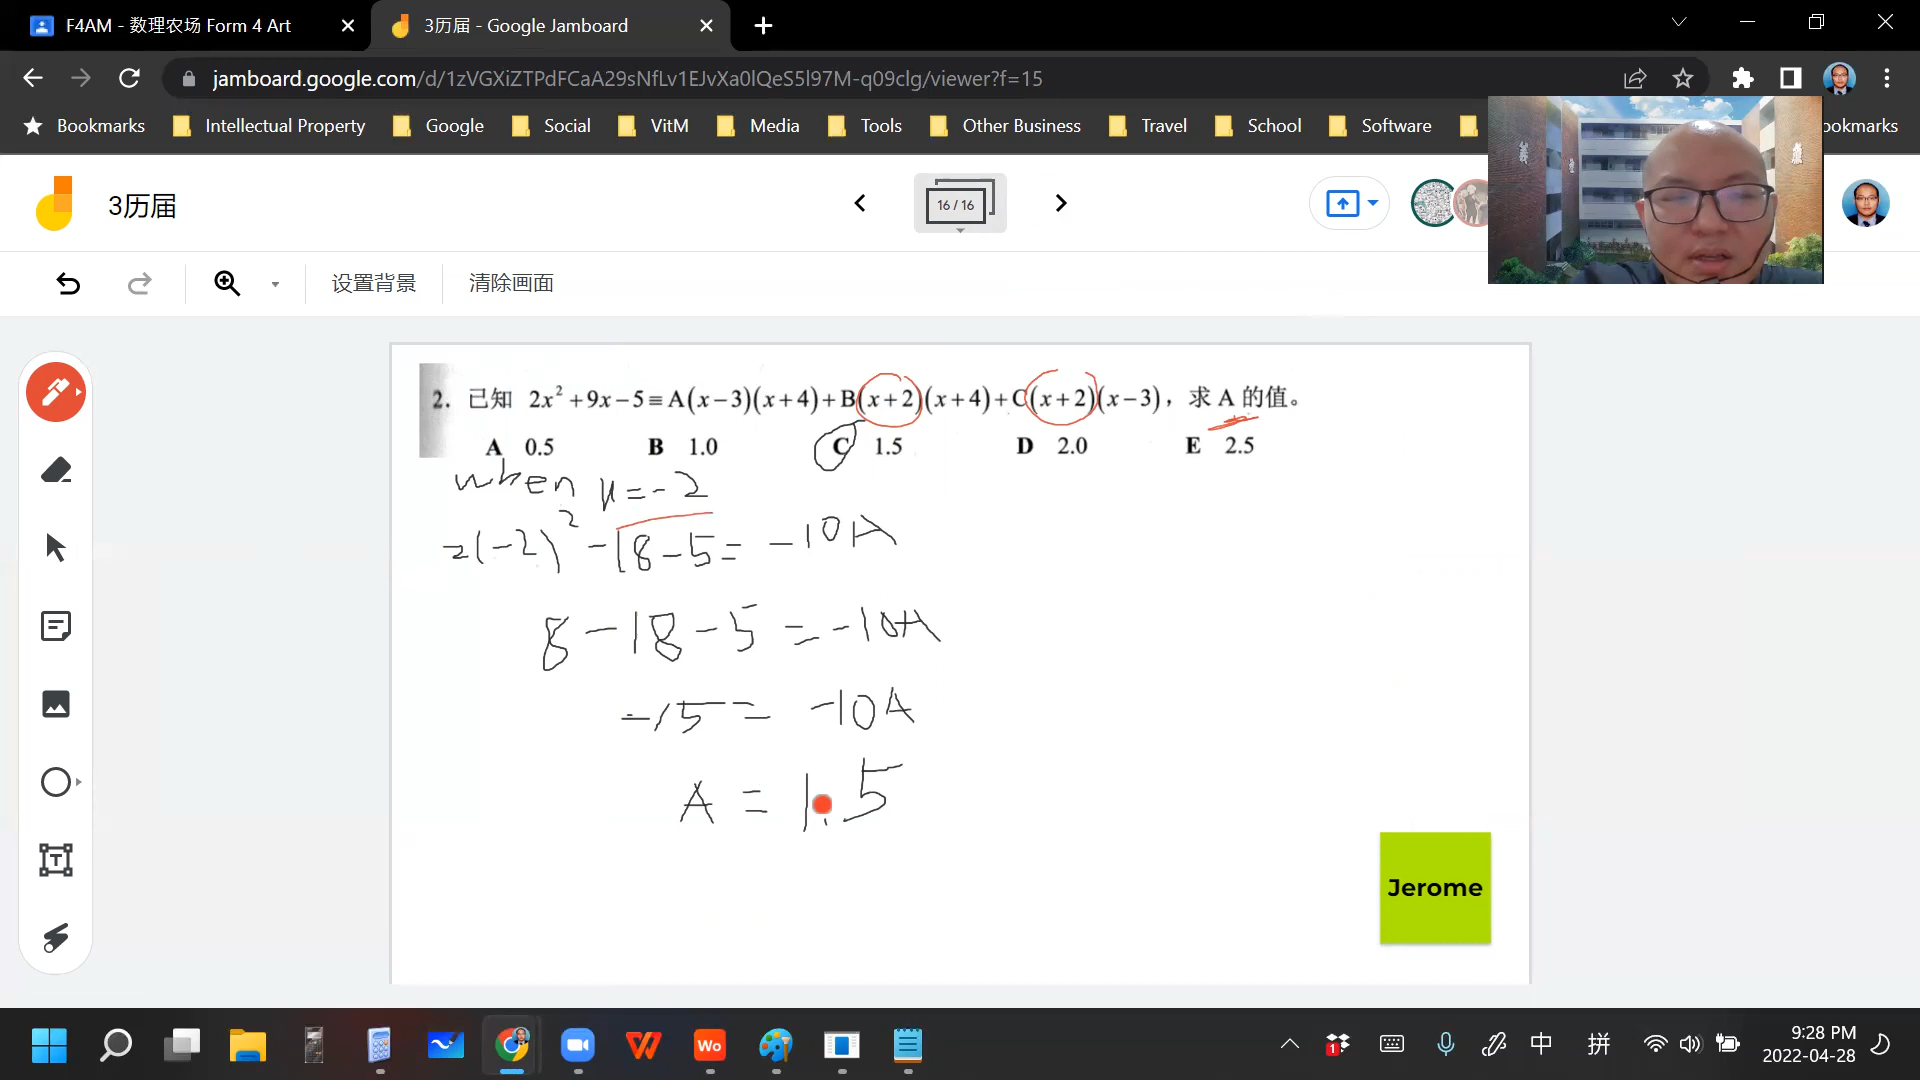 F4AM - 数理农场 Form 4 Art
3历届 - Google Jamboard
jamboard.google.com/d/1zVGXiZTPdFCaA29sNfLv1EJvXa0lQeS5l97M-q09clg/viewer?f=15
Bookmarks Intellectual Property Google Social VitM Media Tools Other Business Travel School Software ookmarks
3历届
16 / 16
设置背景 清除画面
2. 已知 2x² + 9x − 5 ≡ A(x − 3)(x + 4) + B(x + 2)(x + 4) + C(x + 2)(x − 3)，求 A 的值。
A 0.5 B 1.0 C 1.5 D 2.0 E 2.5
when x = -2
2(-2)² - 18 - 5 = -10A
8 - 18 - 5 = -10A
-15 = -10A
A = 1.5
Jerome
Wo
1
中 拼
9:28 PM
2022-04-28